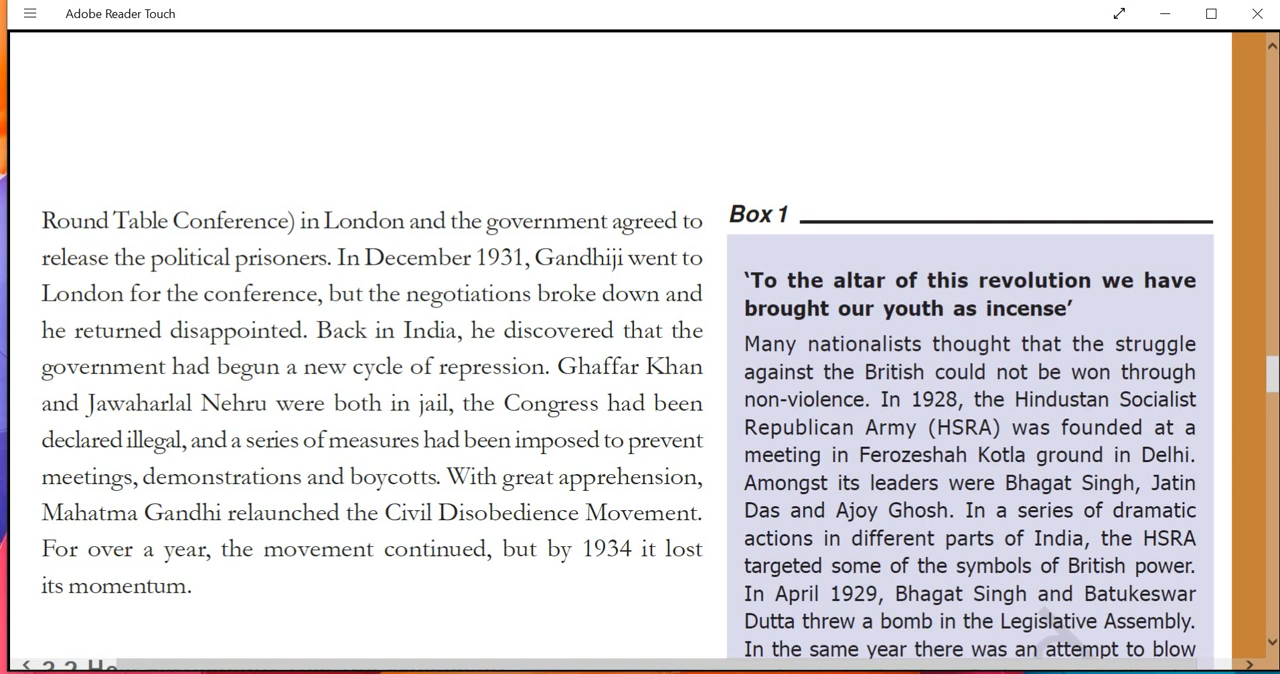 Adobe Reader Touch
Round Table Conference) in London and the government agreed to
release the political prisoners. In December 1931, Gandhiji went to
London for the conference, but the negotiations broke down and
he returned disappointed. Back in India, he discovered that the
government had begun a new cycle of repression. Ghaffar Khan
and Jawaharlal Nehru were both in jail, the Congress had been
declared illegal, and a series of measures had been imposed to prevent
meetings, demonstrations and boycotts. With great apprehension,
Mahatma Gandhi relaunched the Civil Disobedience Movement.
For over a year, the movement continued, but by 1934 it lost
its momentum.
Box 1
‘To the altar of this revolution we have
brought our youth as incense’
Many nationalists thought that the struggle
against the British could not be won through
non-violence. In 1928, the Hindustan Socialist
Republican Army (HSRA) was founded at a
meeting in Ferozeshah Kotla ground in Delhi.
Amongst its leaders were Bhagat Singh, Jatin
Das and Ajoy Ghosh. In a series of dramatic
actions in different parts of India, the HSRA
targeted some of the symbols of British power.
In April 1929, Bhagat Singh and Batukeswar
Dutta threw a bomb in the Legislative Assembly.
In the same year there was an attempt to blow